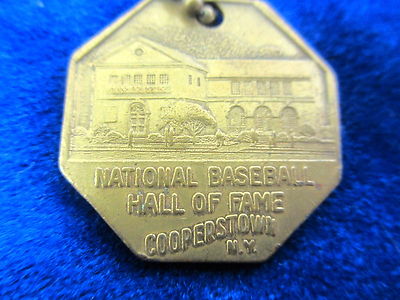 NATIONAL BASEBALL
HALL OF FAME
COOPERSTOWN
N.Y.